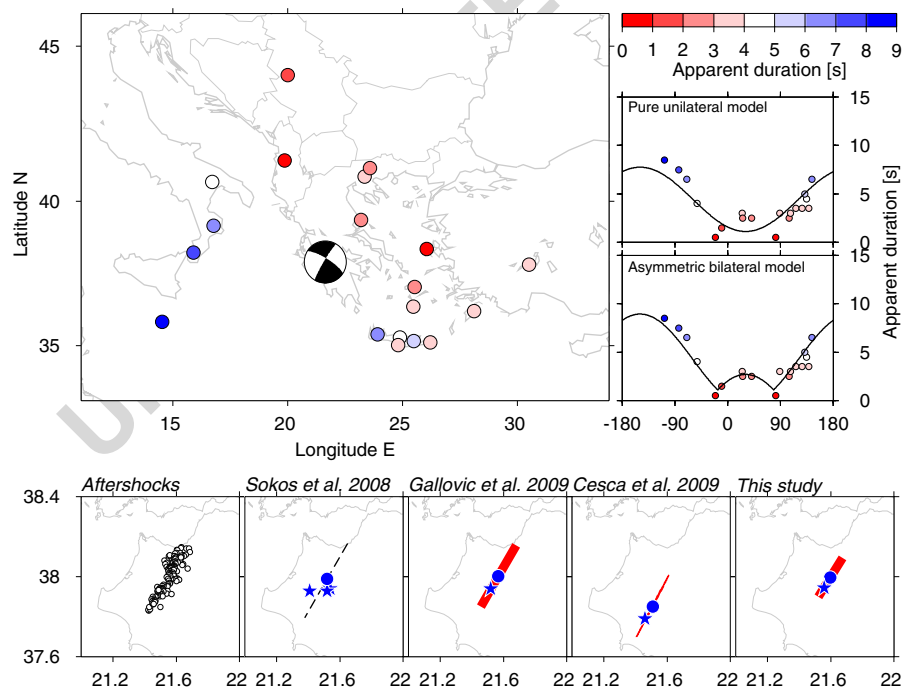 45
40
35
15
20
25
30
Latitude N
Longitude E
0 1 2 3 4 5 6 7 8 9
Apparent duration [s]
Pure unilateral model
15
10
5
0
Asymmetric bilateral model
15
10
5
0
Apparent duration [s]
-180 -90 0 90 180
Aftershocks
Sokos et al. 2008
Gallovic et al. 2009
Cesca et al. 2009
This study
38.4
38
37.6
21.2 21.6 22
21.2 21.6 22
21.2 21.6 22
21.2 21.6 22
21.2 21.6 22